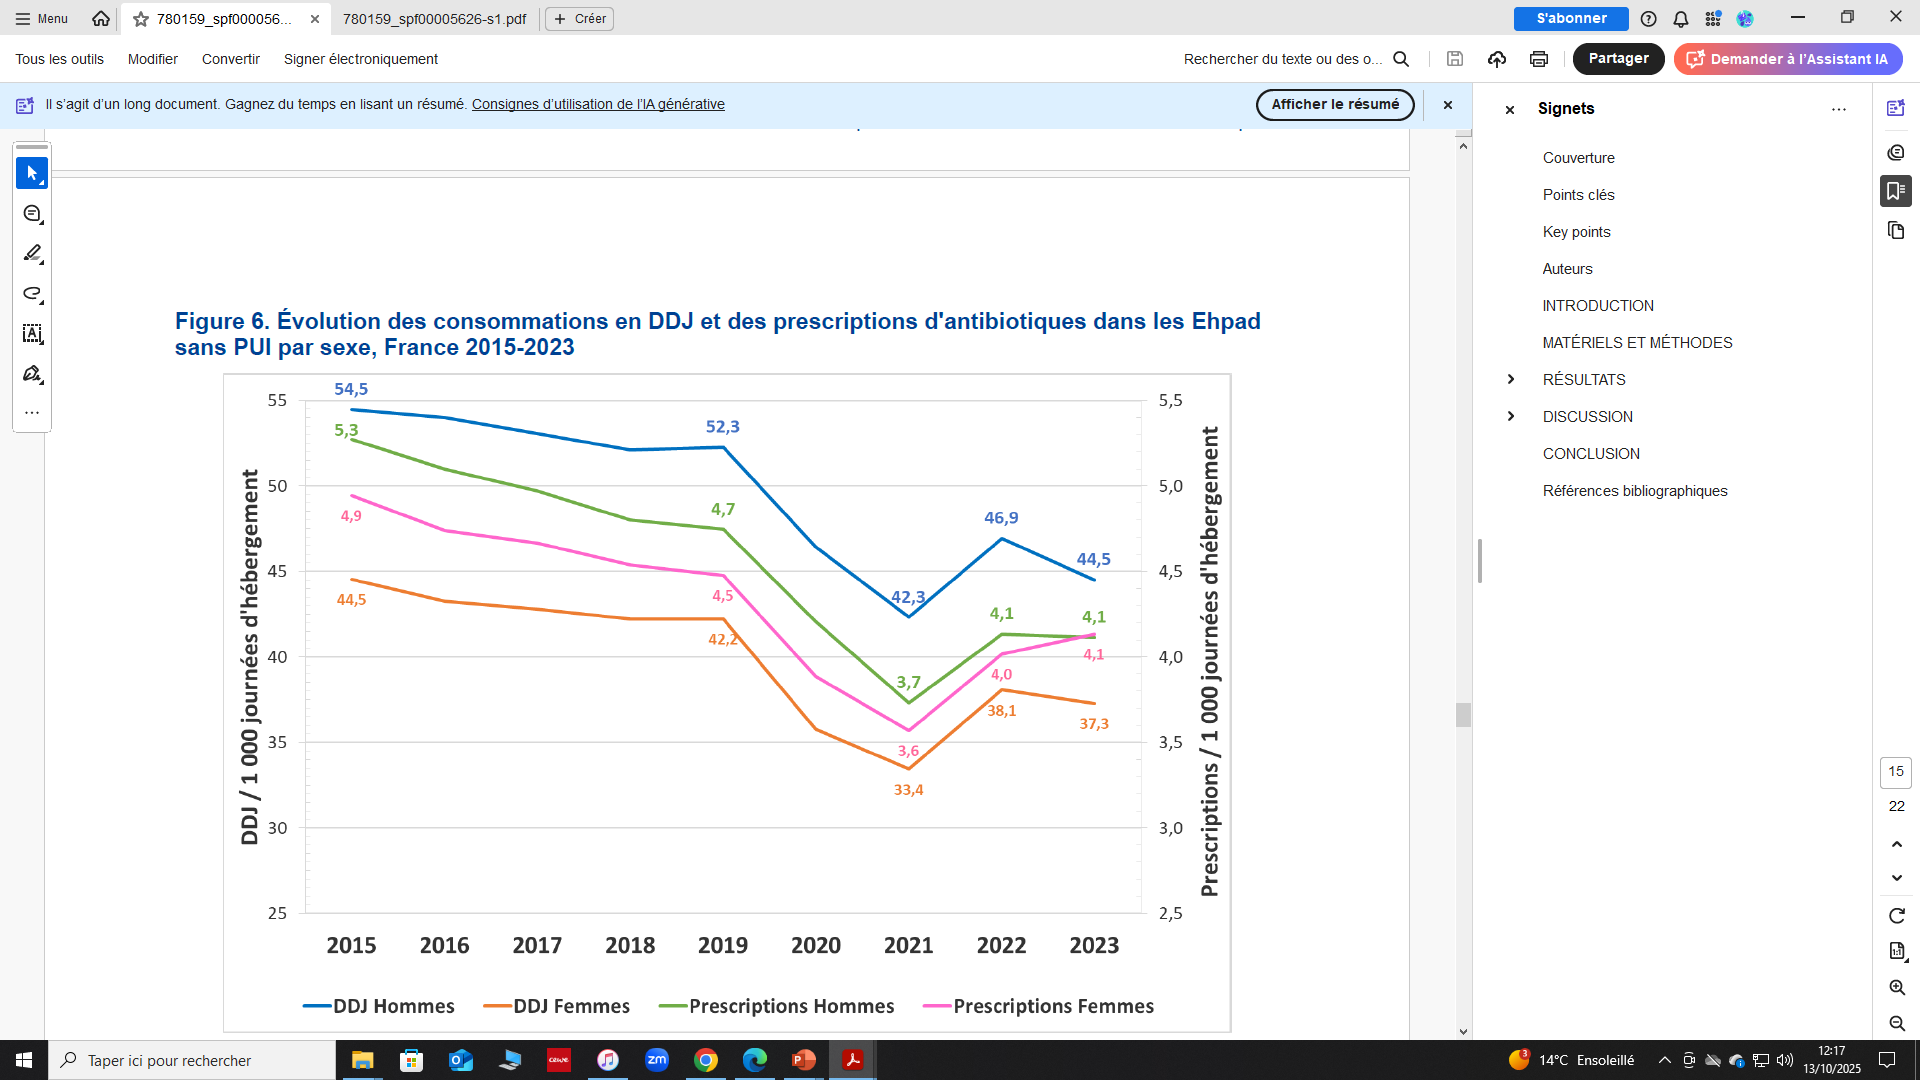 Menu
780159_spf000056...
780159_spf00005626-s1.pdf
Créer
S'abonner
Tous les outils
Modifier
Convertir
Signer électroniquement
Rechercher du texte ou des o...
Partager
Demander à l'Assistant IA
Il s'agit d'un long document. Gagnez du temps en lisant un résumé. Consignes d'utilisation de l'IA générative
Afficher le résumé
Signets
Couverture
Points clés
Key points
Auteurs
INTRODUCTION
MATÉRIELS ET MÉTHODES
RÉSULTATS
DISCUSSION
CONCLUSION
Références bibliographiques
15
22
1:1
Figure 6. Évolution des consommations en DDJ et des prescriptions d'antibiotiques dans les Ehpad
sans PUI par sexe, France 2015-2023
DDJ / 1 000 journées d'hébergement
55
50
45
40
35
30
25
54,5
52,3
42,3
46,9
44,5
5,3
4,7
3,7
4,1
4,1
4,9
4,5
3,6
4,0
4,1
44,5
42,2
33,4
38,1
37,3
5,5
5,0
4,5
4,0
3,5
3,0
2,5
Prescriptions / 1 000 journées d'hébergement
2015 2016 2017 2018 2019 2020 2021 2022 2023
DDJ Hommes DDJ Femmes Prescriptions Hommes Prescriptions Femmes
Taper ici pour rechercher
CEWE
zm
3
14°C Ensoleillé
12:17
13/10/2025